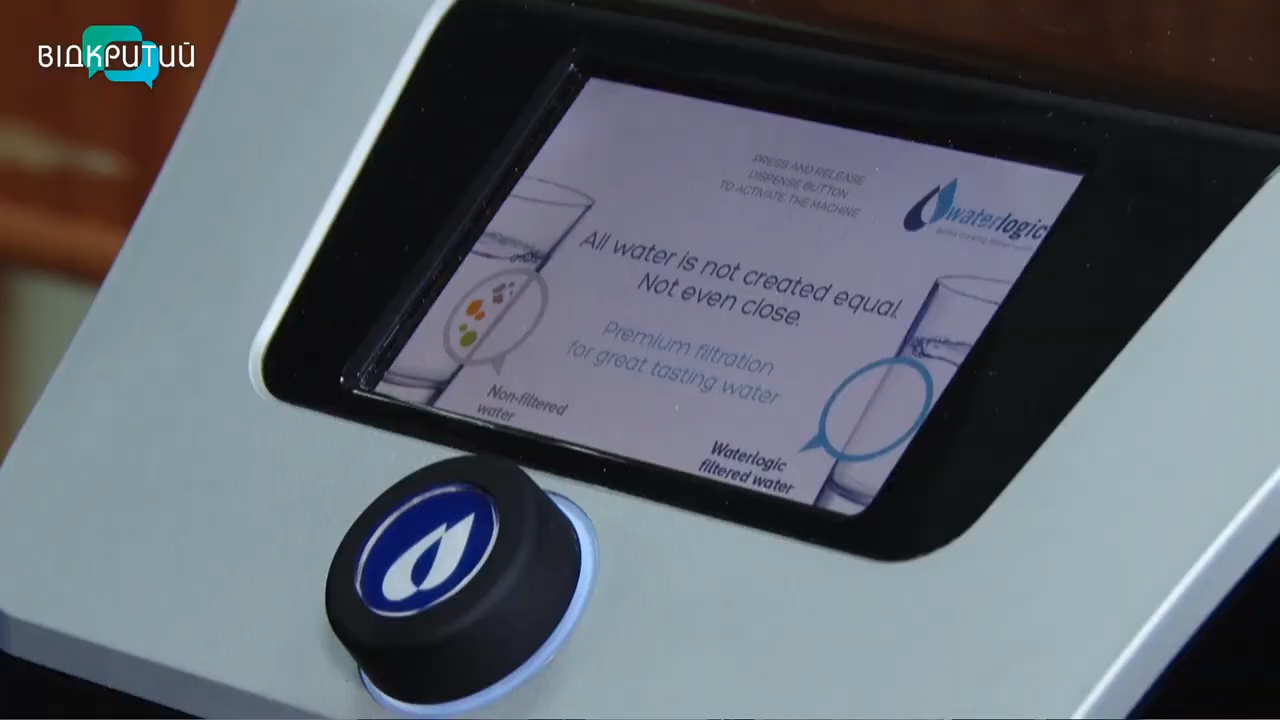 ВІДКРИТИЙ
PRESS AND RELEASE
DISPENSE BUTTON
TO ACTIVATE THE MACHINE
waterlogic
All water is not created equal.
Not even close.
Premium filtration
for great tasting water
Non-filtered
water
Waterlogic
filtered water